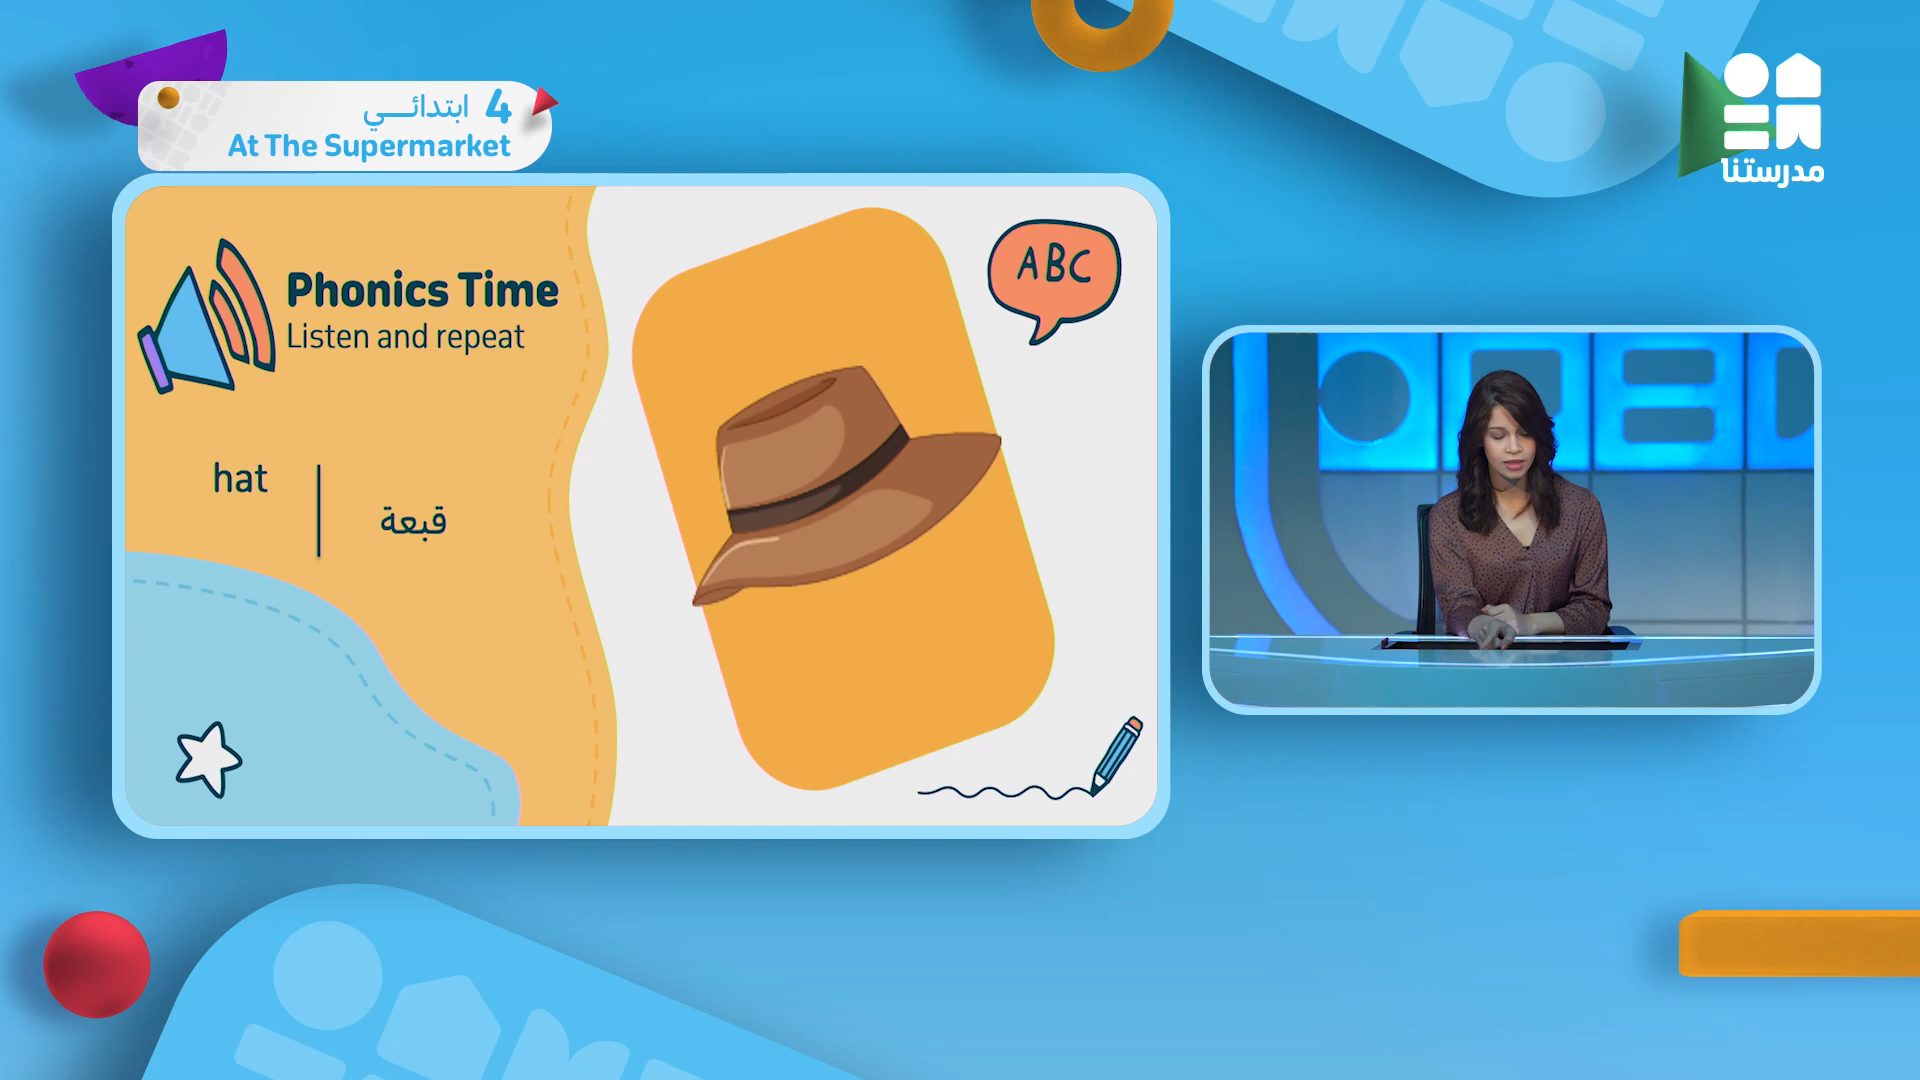 4 ابتدائــي
At The Supermarket
مدرستنا
Phonics Time
Listen and repeat
ABC
hat
قبعة